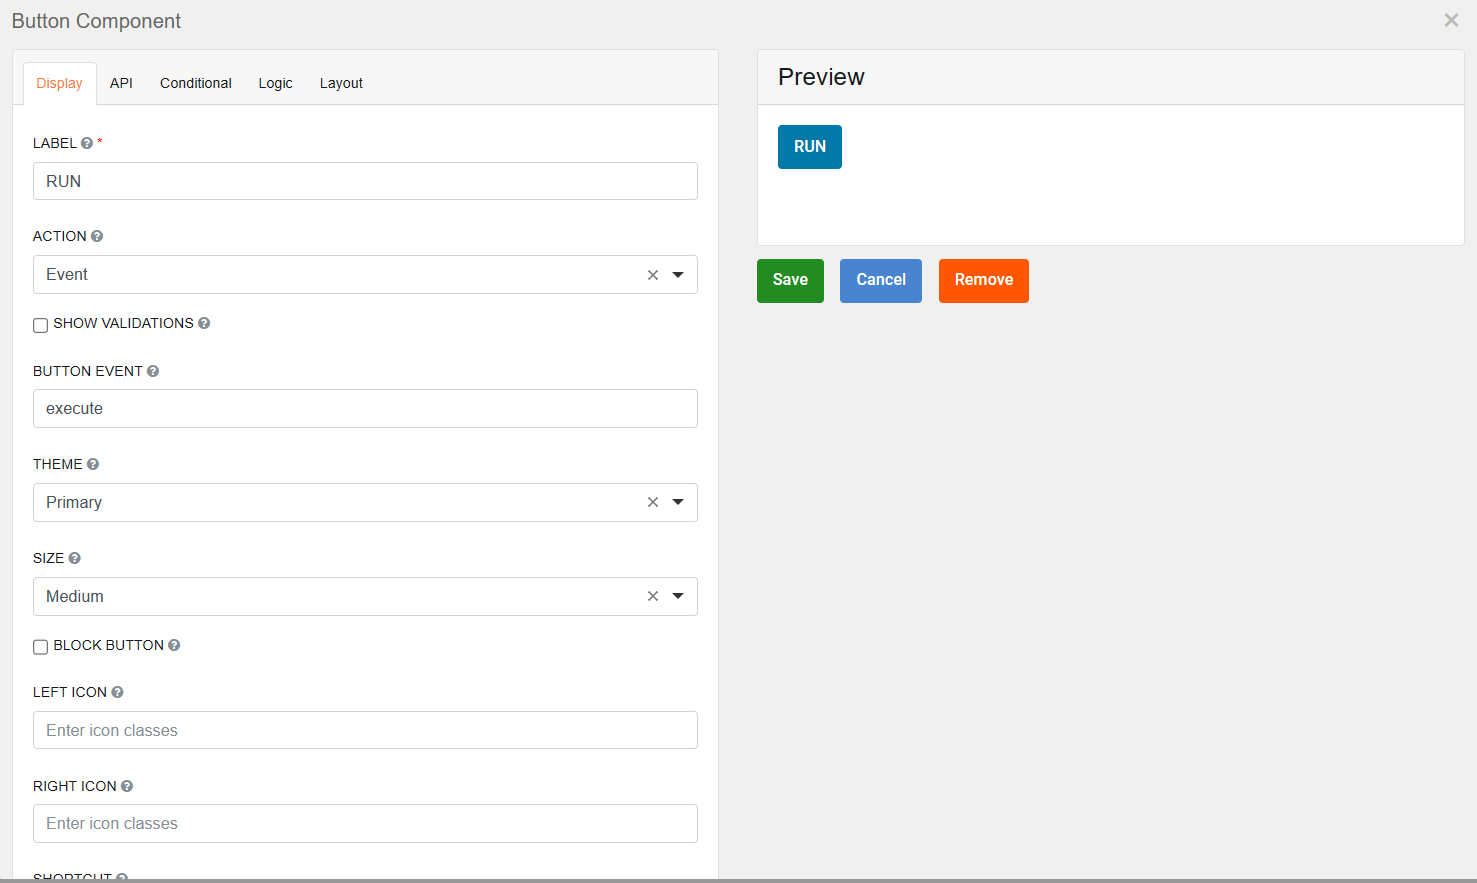 Button Component
Display API Conditional Logic Layout
LABEL *
RUN
ACTION
Event
SHOW VALIDATIONS
BUTTON EVENT
execute
THEME
Primary
SIZE
Medium
BLOCK BUTTON
LEFT ICON
Enter icon classes
RIGHT ICON
Enter icon classes
SHORTCUT
Preview
RUN
Save Cancel Remove